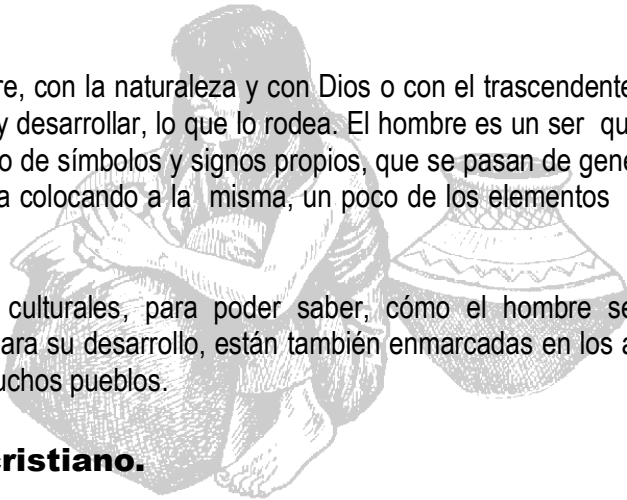 re, con la naturaleza y con Dios o con el trascendente
y desarrollar, lo que lo rodea. El hombre es un ser qu
o de símbolos y signos propios, que se pasan de gene
a colocando a la misma, un poco de los elementos
culturales, para poder saber, cómo el hombre se
ara su desarrollo, están también enmarcadas en los a
uchos pueblos.
ristiano.